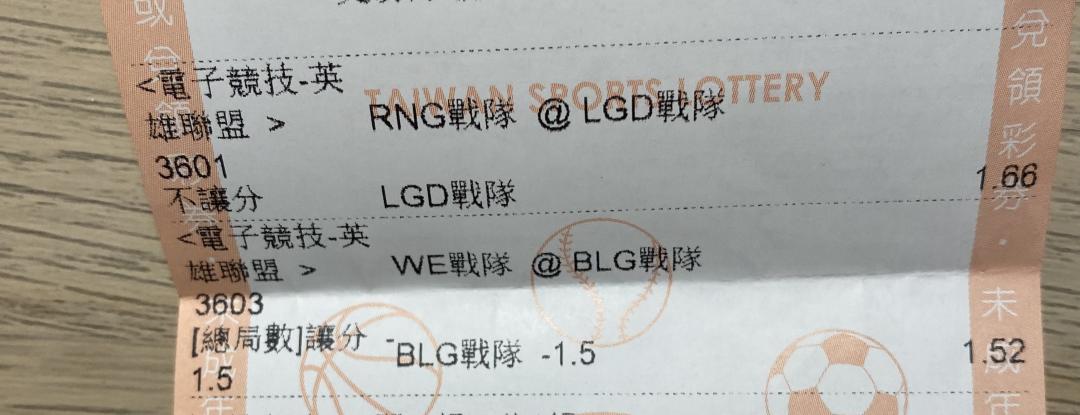 TAIWAN SPORTS LOTTERY
<電子競技-英
雄聯盟 > RNG戰隊 @ LGD戰隊
3601
不讓分 LGD戰隊 1.66
<電子競技-英
雄聯盟 > WE戰隊 @ BLG戰隊
3603
[總局數]讓分 - BLG戰隊 -1.5 1.52
1.5
兌領彩券.未成年